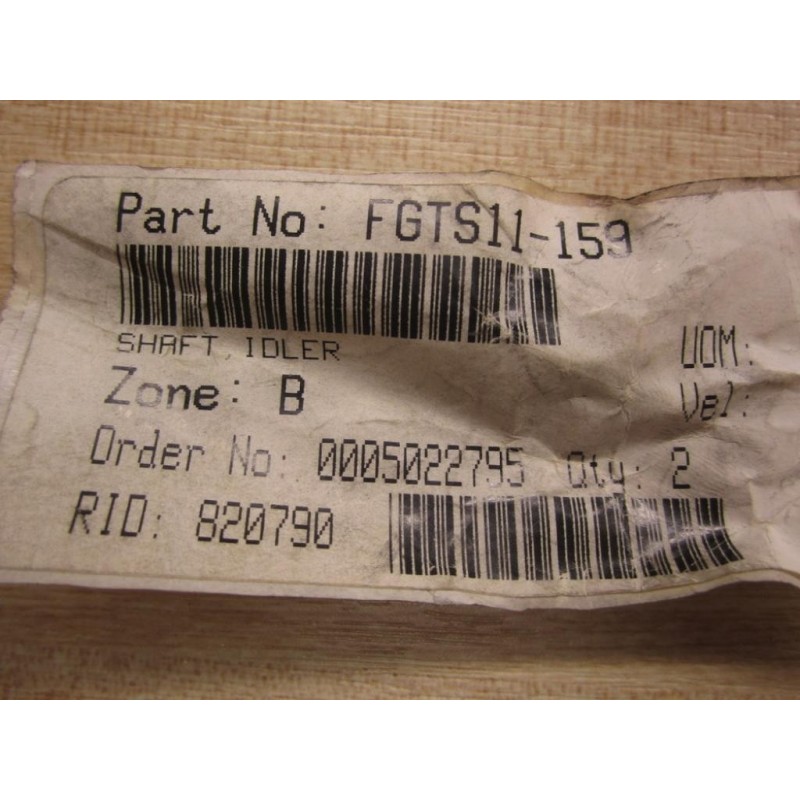 Part No: FGTS11-159
SHAFT, IDLER
UOM:
Zone: B
Vel:
Order No: 0005022795 Qty: 2
RID: 820790